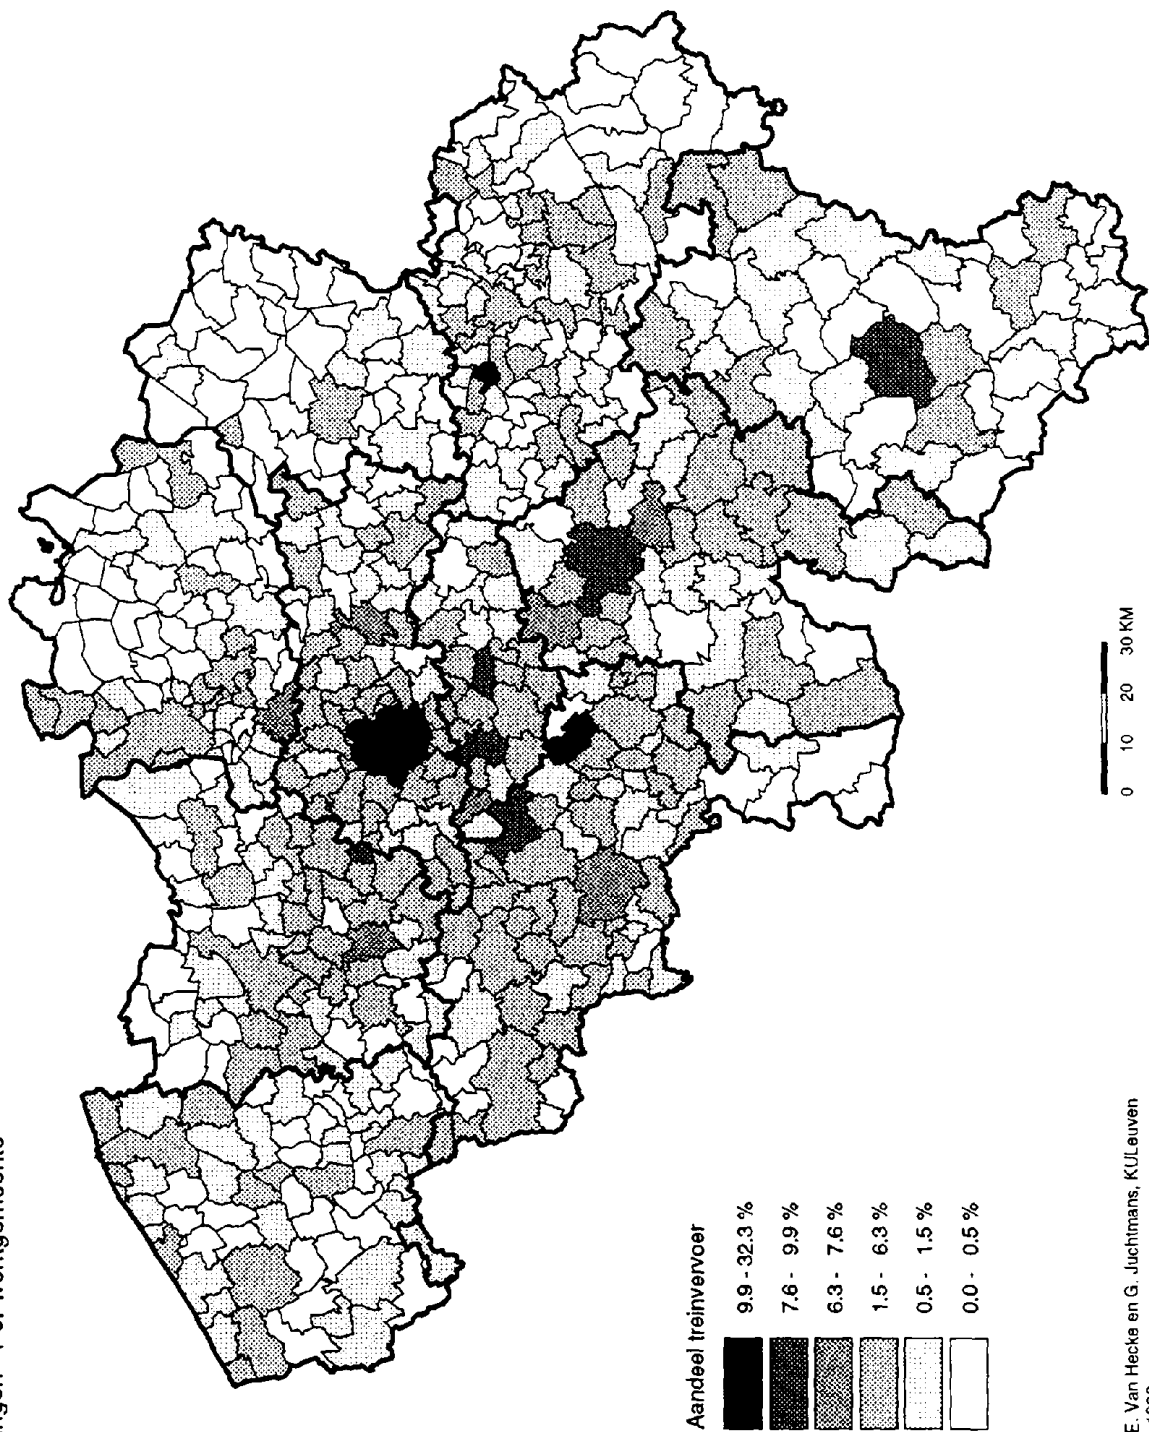 Aandeel treinvervoer
9.9 - 32.3 %
7.6 - 9.9 %
6.3 - 7.6 %
1.5 - 6.3 %
0.5 - 1.5 %
0.0 - 0.5 %
0 10 20 30 KM
E. Van Hecke en G. Juchtmans, KULeuven